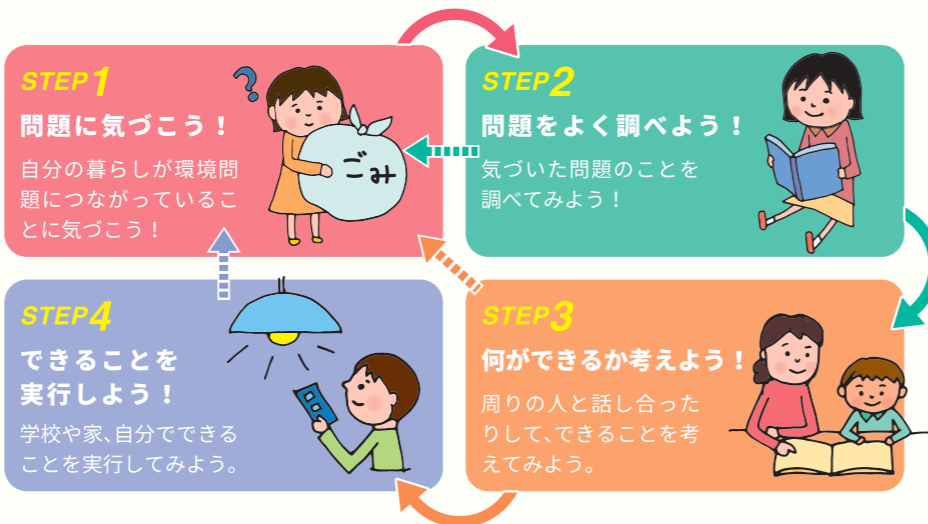 STEP1
問題に気づこう！
自分の暮らしが環境問
題につながっているこ
とに気づこう！
?
ごみ
STEP2
問題をよく調べよう！
気づいた問題のことを
調べてみよう！
STEP3
何ができるか考えよう！
周りの人と話し合った
りして、できることを考
えてみよう。
STEP4
できることを
実行しよう！
学校や家、自分でできる
ことを実行してみよう。